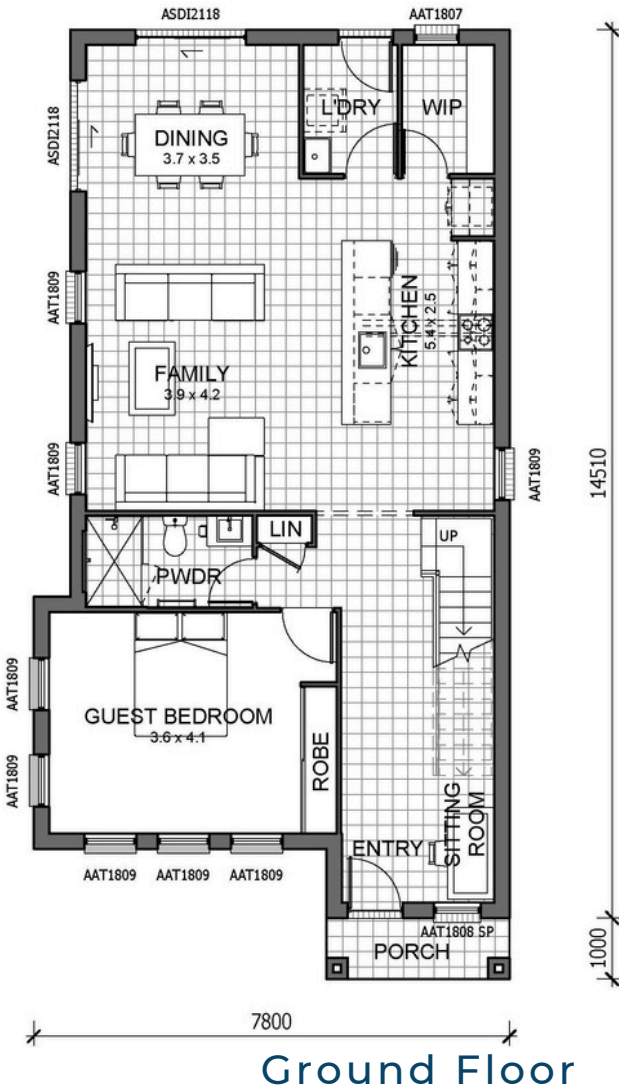 ASDI2118
AAT1807
ASDI2118
DINING
3.7 x 3.5
L'DRY
WIP
AAT1809
KITCHEN
5.4 x 2.5
FAMILY
3.9 x 4.2
AAT1809
AAT1809
14510
LIN
UP
PWDR
AAT1809
GUEST BEDROOM
3.6 x 4.1
ROBE
AAT1809
SITTING
ROOM
ENTRY
AAT1809
AAT1809
AAT1809
AAT1808 SP
PORCH
1000
7800
Ground Floor